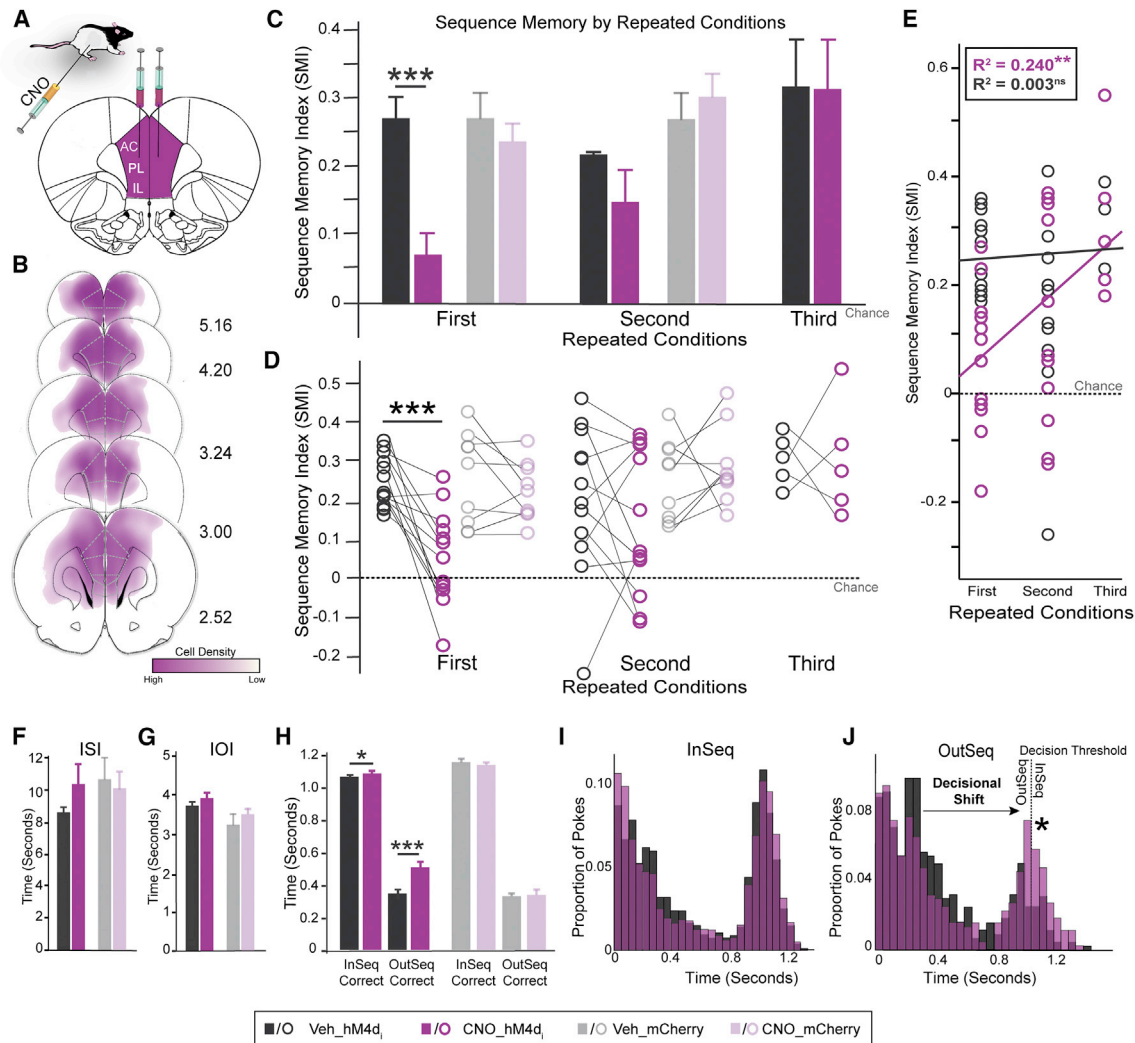 A
CNO
AC
PL
IL
B
5.16
4.20
3.24
3.00
2.52
Cell Density
High
Low
C
Sequence Memory by Repeated Conditions
Sequence Memory Index (SMI)
0.4
0.3
0.2
0.1
0
***
Chance
First
Second
Third
Repeated Conditions
D
Sequence Memory Index (SMI)
0.5
0.4
0.3
0.2
0.1
0
-0.1
-0.2
***
Chance
First
Second
Third
Repeated Conditions
E
R² = 0.240**
R² = 0.003ns
Sequence Memory Index (SMI)
0.6
0.4
0.2
0.0
-0.2
Chance
First
Second
Third
Repeated Conditions
F
ISI
Time (Seconds)
12
10
8
6
4
2
0
G
IOI
Time (Seconds)
5
4
3
2
1
0
H
Time (Seconds)
1.2
1.0
0.8
0.6
0.4
0.2
0
*
***
InSeq Correct
OutSeq Correct
InSeq Correct
OutSeq Correct
I
InSeq
Proportion of Pokes
0.10
0.05
0
0
0.4
0.8
1.2
Time (Seconds)
J
OutSeq
Decision Threshold
OutSeq
InSeq
Decisional
Shift
*
Proportion of Pokes
0.08
0.04
0
0
0.4
0.8
1.2
Time (Seconds)
/O Veh_hM4di
/O CNO_hM4di
/O Veh_mCherry
/O CNO_mCherry